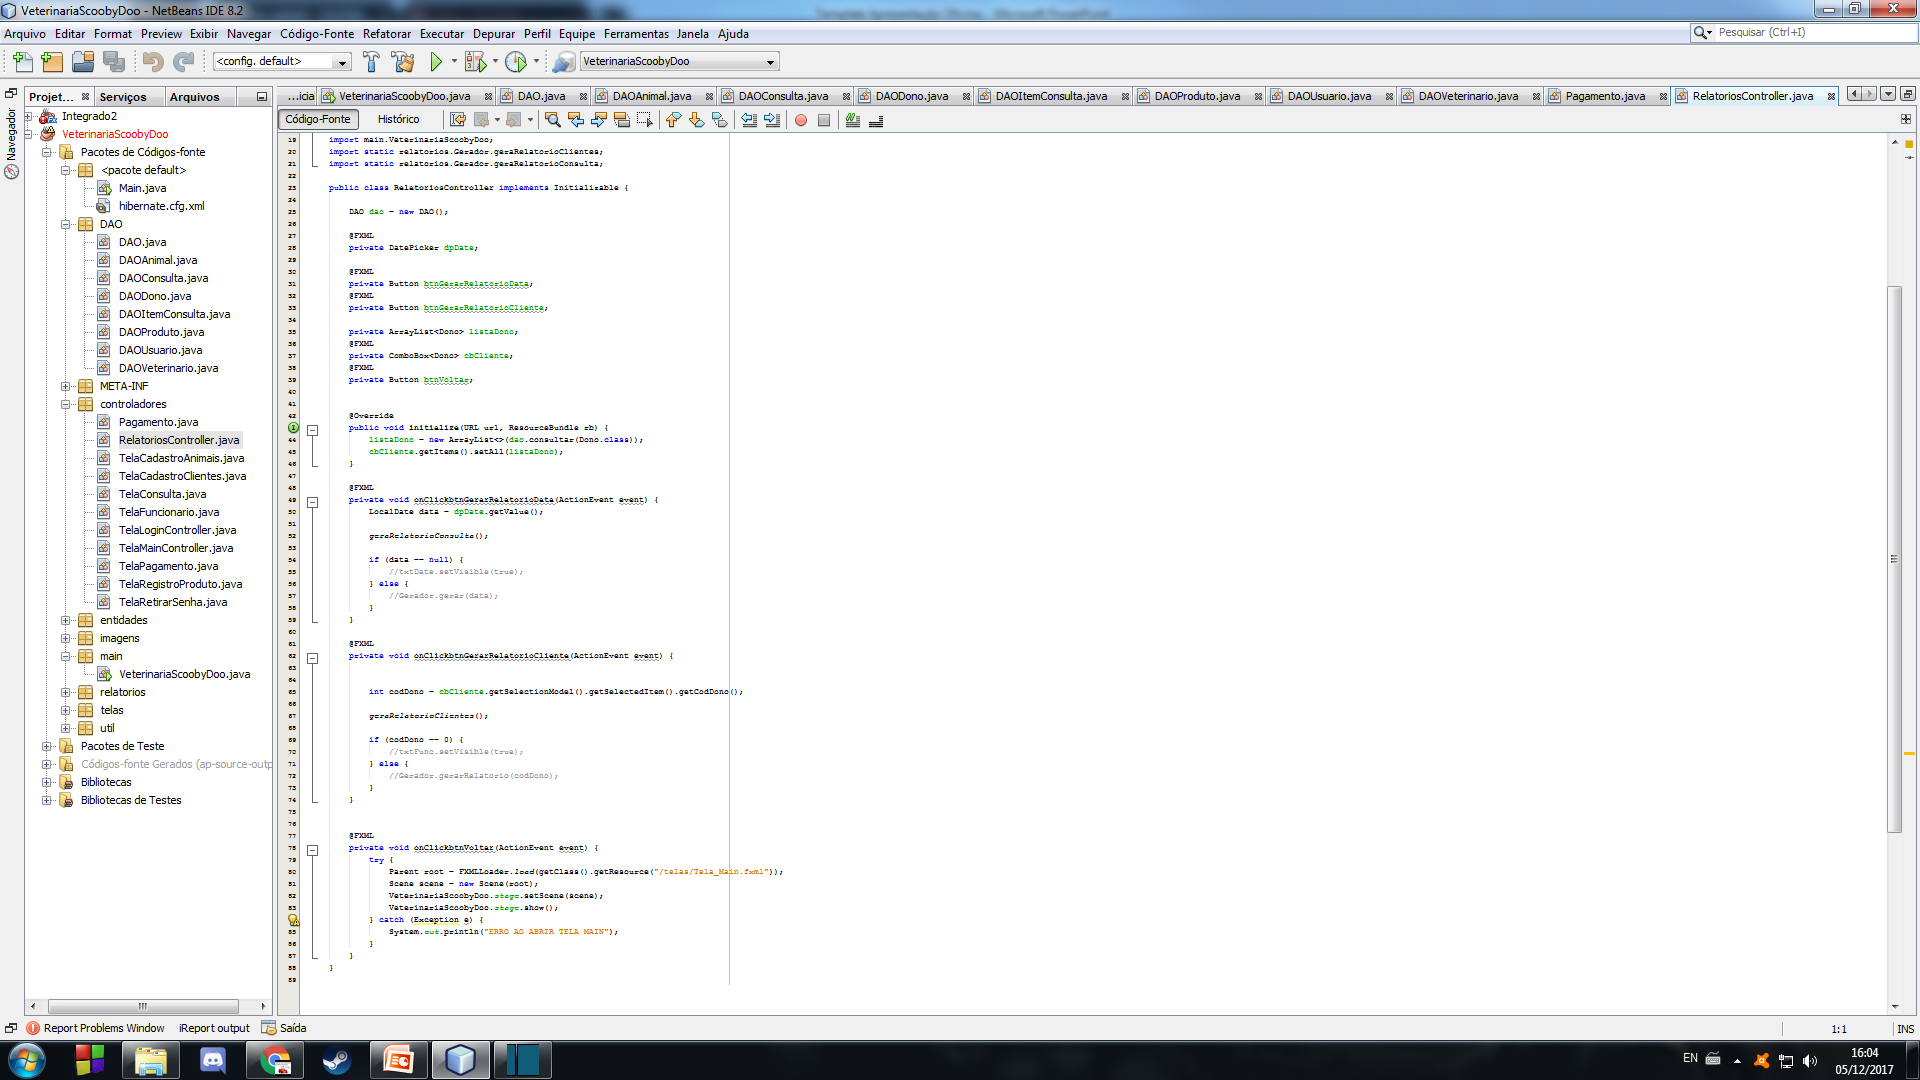 VeterinariaScoobyDoo - NetBeans IDE 8.2
Arquivo Editar Format Preview Exibir Navegar Código-Fonte Refatorar Executar Depurar Perfil Equipe Ferramentas Janela Ajuda
Pesquisar (Ctrl+I)
<config. default>
VeterinariaScoobyDoo
Projet... Serviços Arquivos
...icia VeterinariaScoobyDoo.java DAO.java DAOAnimal.java DAOConsulta.java DAODono.java DAOItemConsulta.java DAOProduto.java DAOUsuario.java DAOVeterinario.java Pagamento.java RelatoriosController.java
Código-Fonte Histórico
Navegador
Integrado2
VeterinariaScoobyDoo
Pacotes de Códigos-fonte
<pacote default>
Main.java
hibernate.cfg.xml
DAO
DAO.java
DAOAnimal.java
DAOConsulta.java
DAODono.java
DAOItemConsulta.java
DAOProduto.java
DAOUsuario.java
DAOVeterinario.java
META-INF
controladores
Pagamento.java
RelatoriosController.java
TelaCadastroAnimais.java
TelaCadastroClientes.java
TelaConsulta.java
TelaFuncionario.java
TelaLoginController.java
TelaMainController.java
TelaPagamento.java
TelaRegistroProduto.java
TelaRetirarSenha.java
entidades
imagens
main
VeterinariaScoobyDoo.java
relatorios
telas
util
Pacotes de Teste
Códigos-fonte Gerados (ap-source-outp
Bibliotecas
Bibliotecas de Testes
19 import main.VeterinariaScoobyDoo;
20 import static relatorios.Gerador.geraRelatorioClientes;
21 import static relatorios.Gerador.geraRelatorioConsulta;
22
23 public class RelatoriosController implements Initializable {
24
25 DAO dao = new DAO();
26
27 @FXML
28 private DatePicker dpDate;
29
30 @FXML
31 private Button btnGerarRelatorioData;
32 @FXML
33 private Button btnGerarRelatorioCliente;
34
35 private ArrayList<Dono> listaDono;
36 @FXML
37 private ComboBox<Dono> cbCliente;
38 @FXML
39 private Button btnVoltar;
40
41
42 @Override
public void initialize(URL url, ResourceBundle rb) {
44 listaDono = new ArrayList<>(dao.consultar(Dono.class));
45 cbCliente.getItems().setAll(listaDono);
46 }
47
48 @FXML
49 private void onClickbtnGerarRelatorioData(ActionEvent event) {
50 LocalDate data = dpDate.getValue();
51
52 geraRelatorioConsulta();
53
54 if (data == null) {
55 //txtDate.setVisible(true);
56 } else {
57 //Gerador.gerar(data);
58 }
59 }
60
61 @FXML
62 private void onClickbtnGerarRelatorioCliente(ActionEvent event) {
63
64
65 int codDono = cbCliente.getSelectionModel().getSelectedItem().getCodDono();
66
67 geraRelatorioClientes();
68
69 if (codDono == 0) {
70 //txtFunc.setVisible(true);
71 } else {
72 //Gerador.gerarRelatorio(codDono);
73 }
74 }
75
76
77 @FXML
78 private void onClickbtnVoltar(ActionEvent event) {
79 try {
80 Parent root = FXMLLoader.load(getClass().getResource("/telas/Tela_Main.fxml"));
81 Scene scene = new Scene(root);
82 VeterinariaScoobyDoo.stage.setScene(scene);
83 VeterinariaScoobyDoo.stage.show();
} catch (Exception e) {
85 System.out.println("ERRO AO ABRIR TELA MAIN");
86 }
87 }
88 }
89
Report Problems Window iReport output Saída
1:1 INS
EN
16:04
05/12/2017